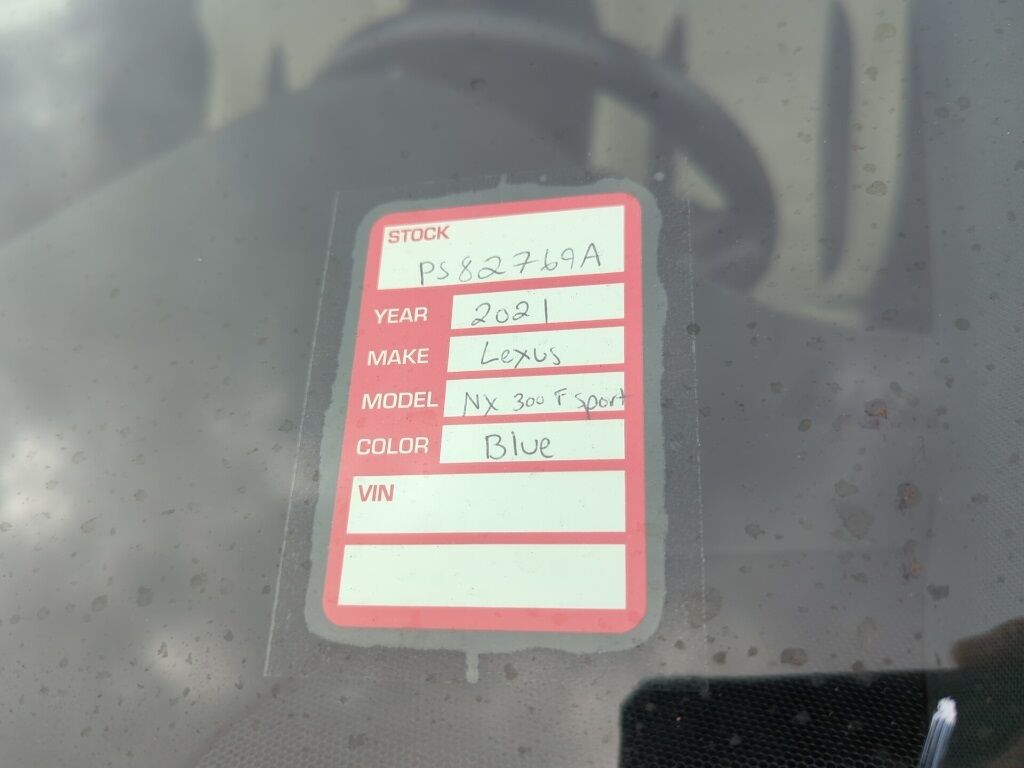 STOCK
PS82769A
YEAR 2021
MAKE Lexus
MODEL NX 300 F Sport
COLOR Blue
VIN